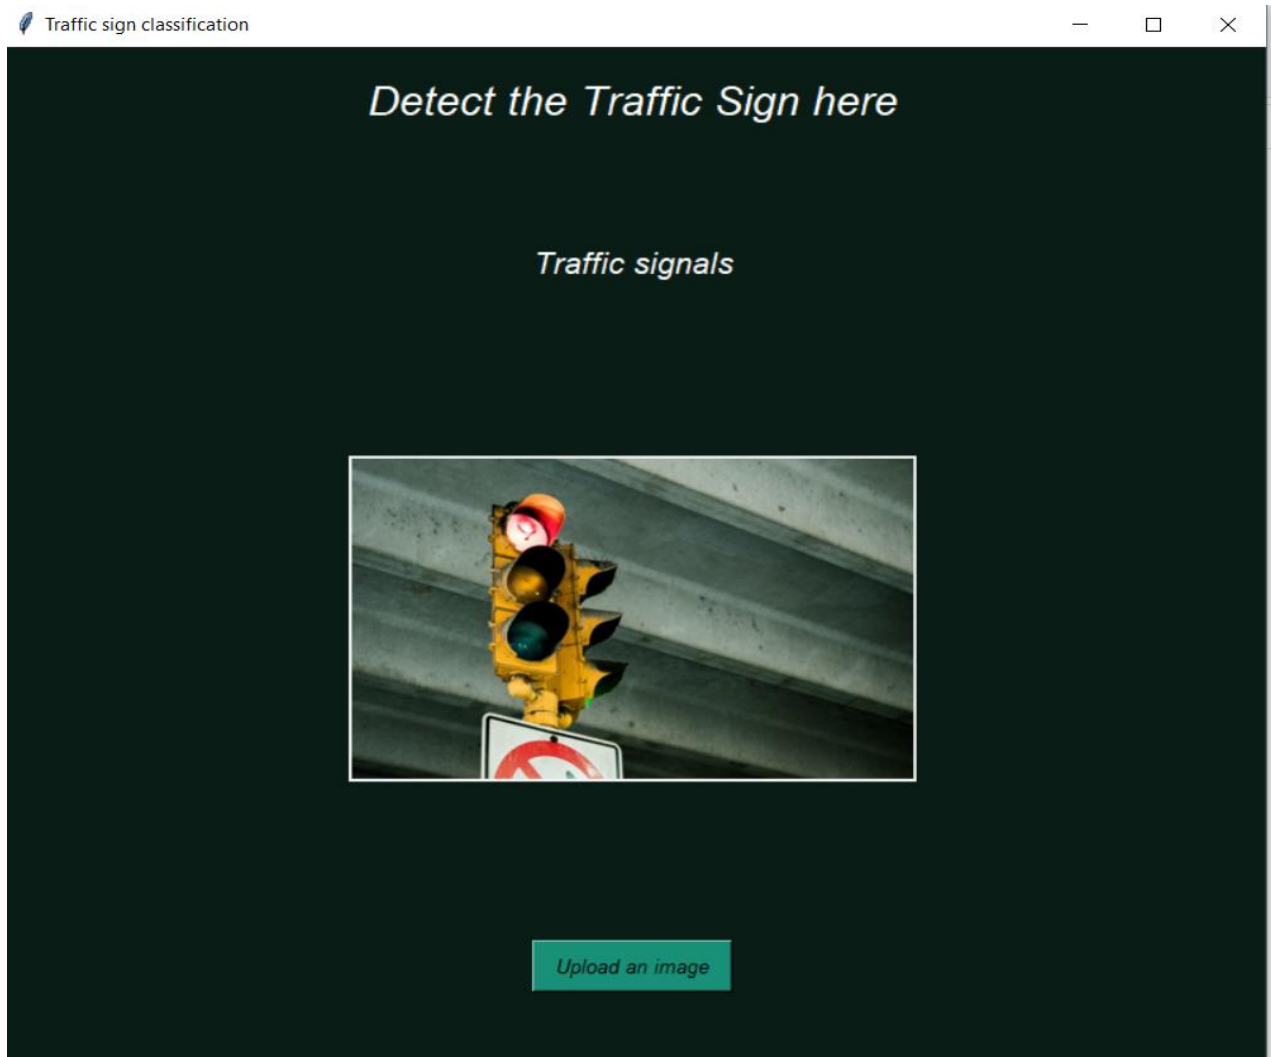 Traffic sign classification
Detect the Traffic Sign here
Traffic signals
Upload an image